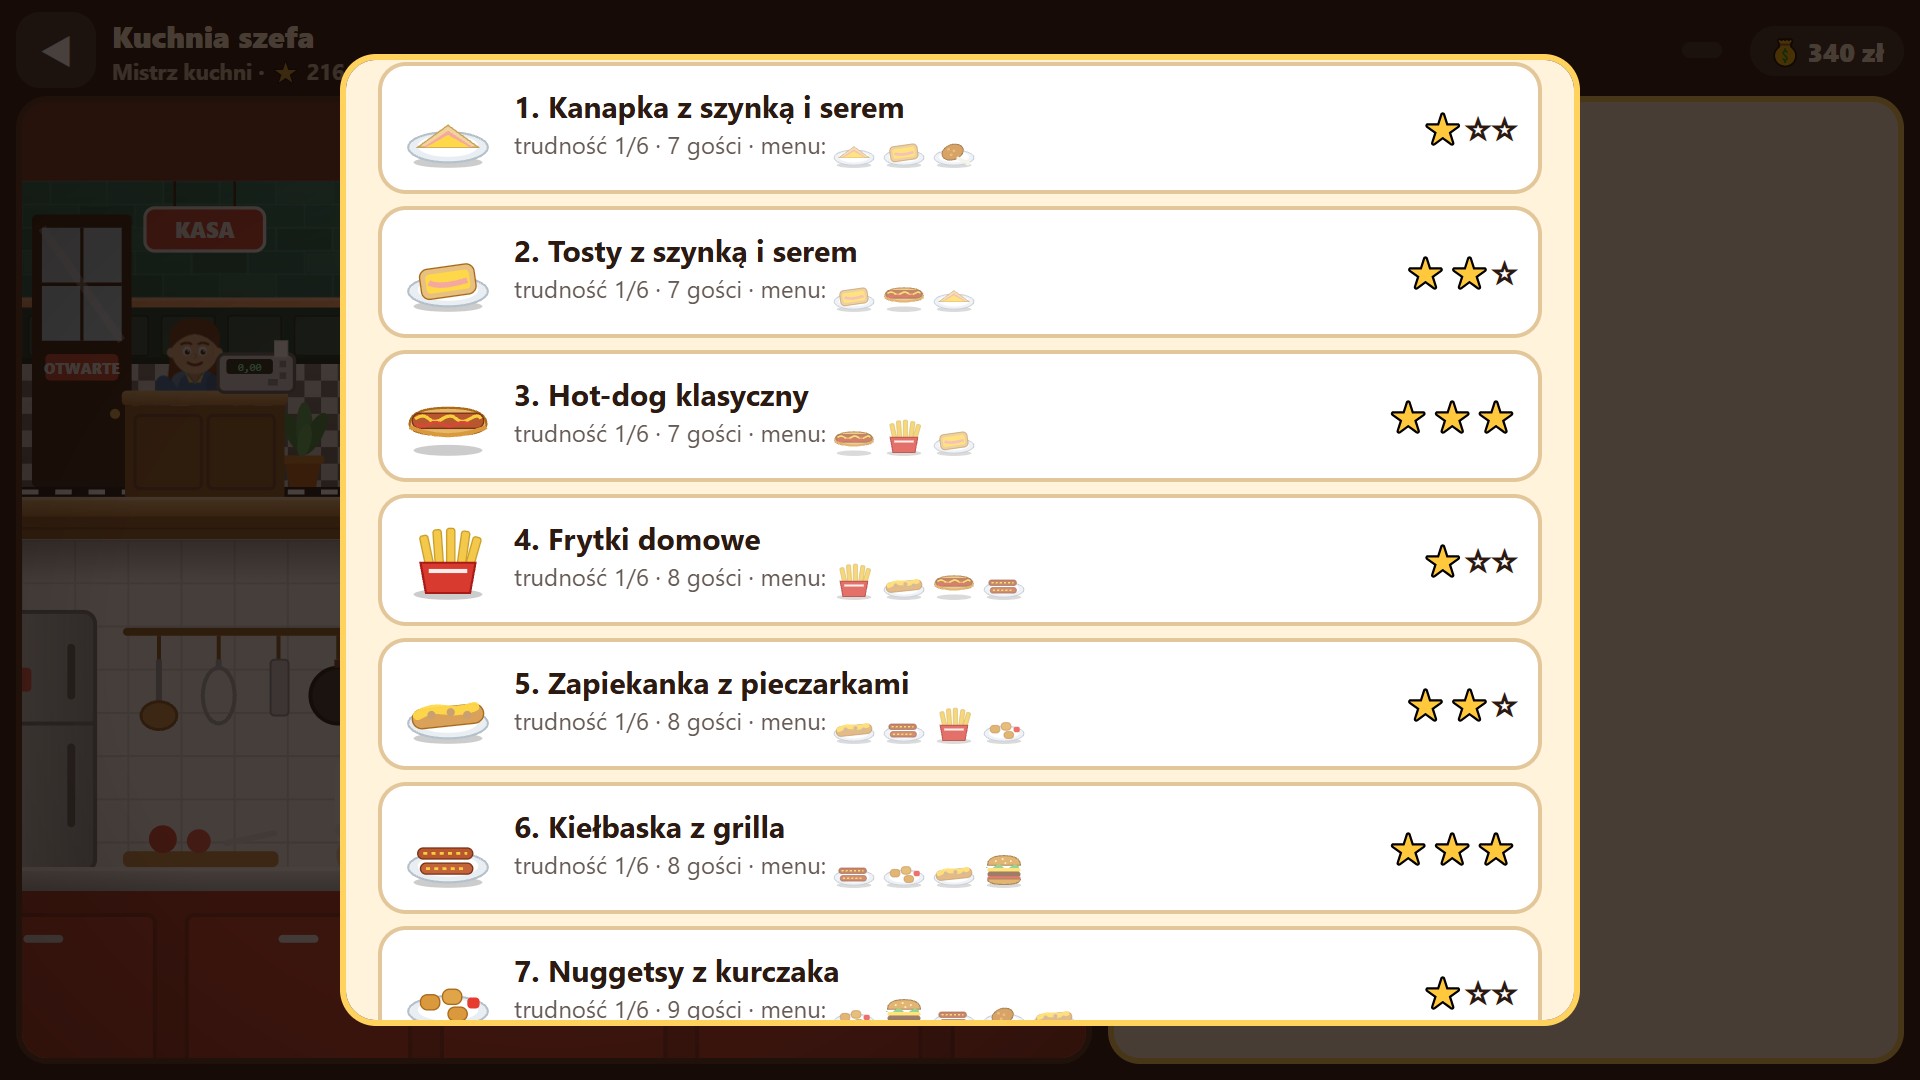 Kuchnia szefa
Mistrz kuchni · ★ 216
340 zł
KASA
OTWARTE
0,00
1. Kanapka z szynką i serem
trudność 1/6 · 7 gości · menu:
2. Tosty z szynką i serem
trudność 1/6 · 7 gości · menu:
3. Hot-dog klasyczny
trudność 1/6 · 7 gości · menu:
4. Frytki domowe
trudność 1/6 · 8 gości · menu:
5. Zapiekanka z pieczarkami
trudność 1/6 · 8 gości · menu:
6. Kiełbaska z grilla
trudność 1/6 · 8 gości · menu:
7. Nuggetsy z kurczaka
trudność 1/6 · 9 gości · menu: